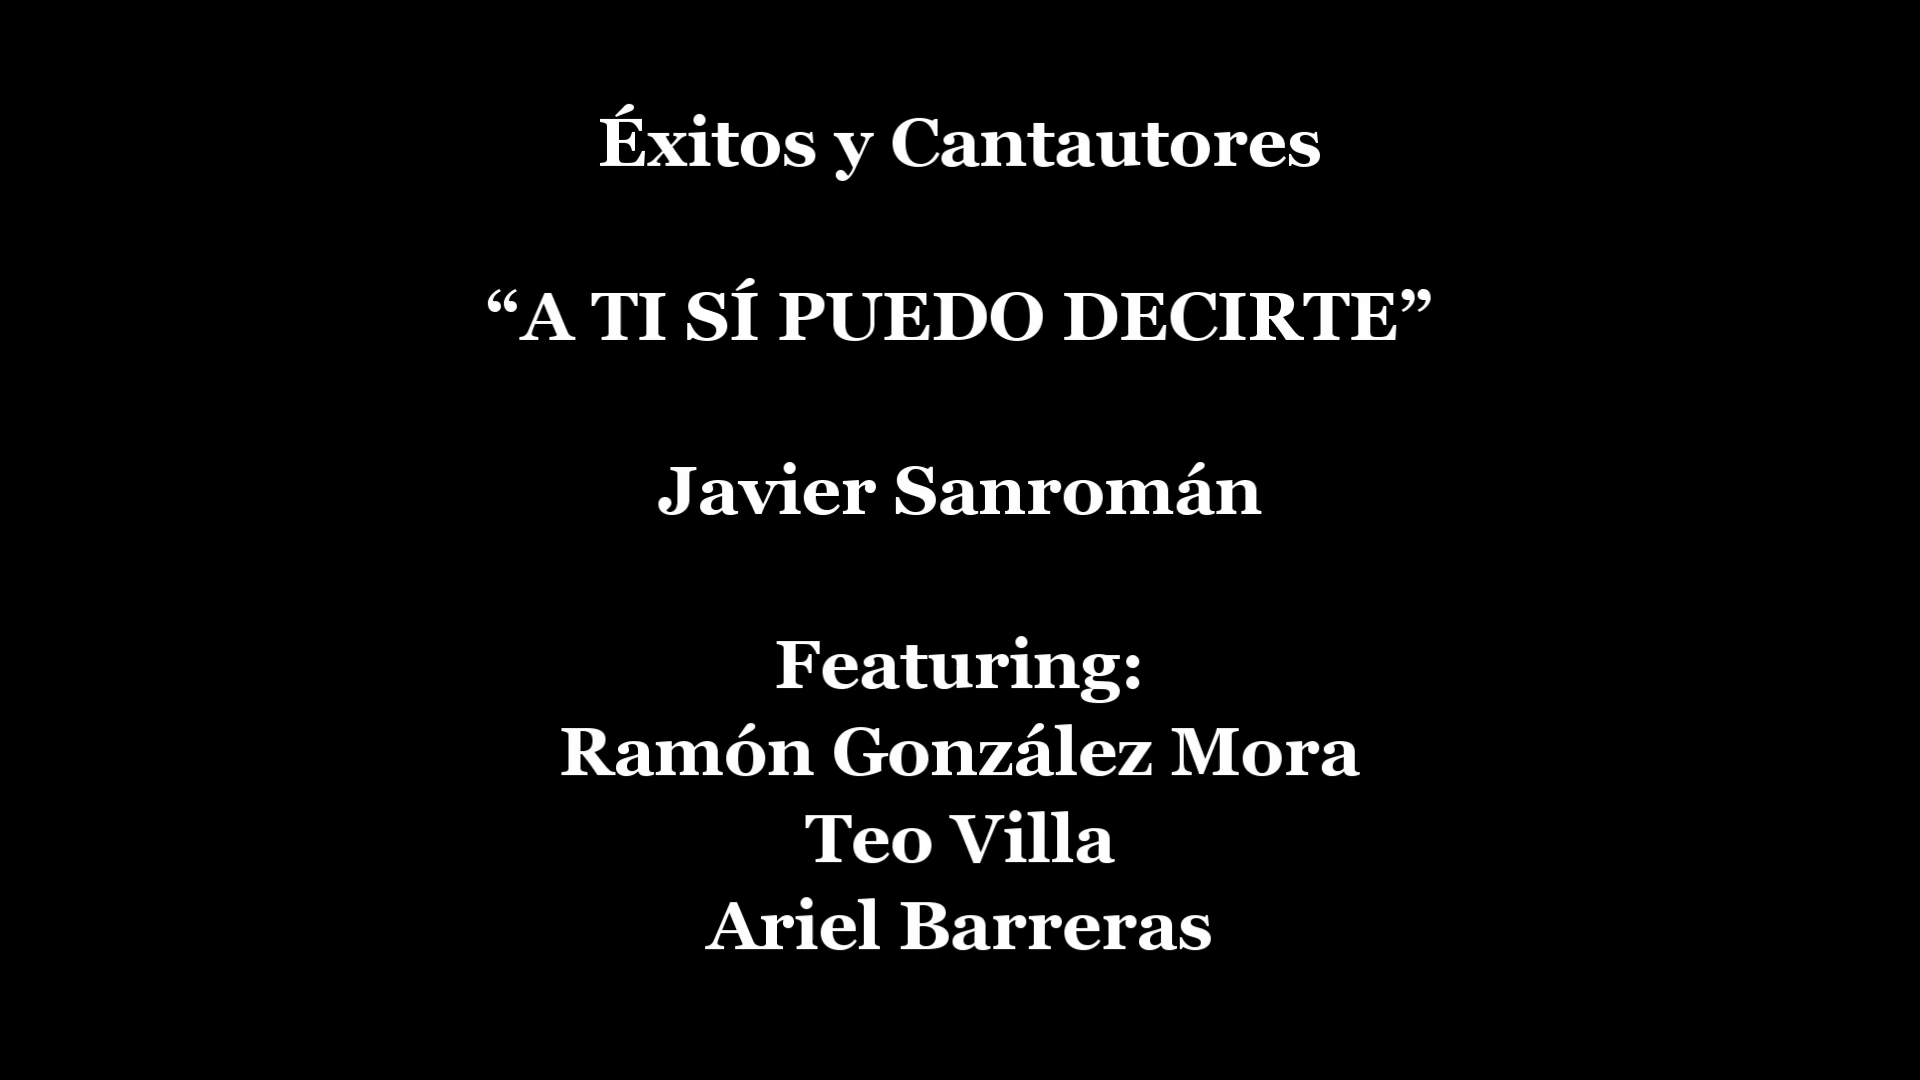 Éxitos y Cantautores
“A TI SÍ PUEDO DECIRTE”
Javier Sanromán
Featuring:
Ramón González Mora
Teo Villa
Ariel Barreras